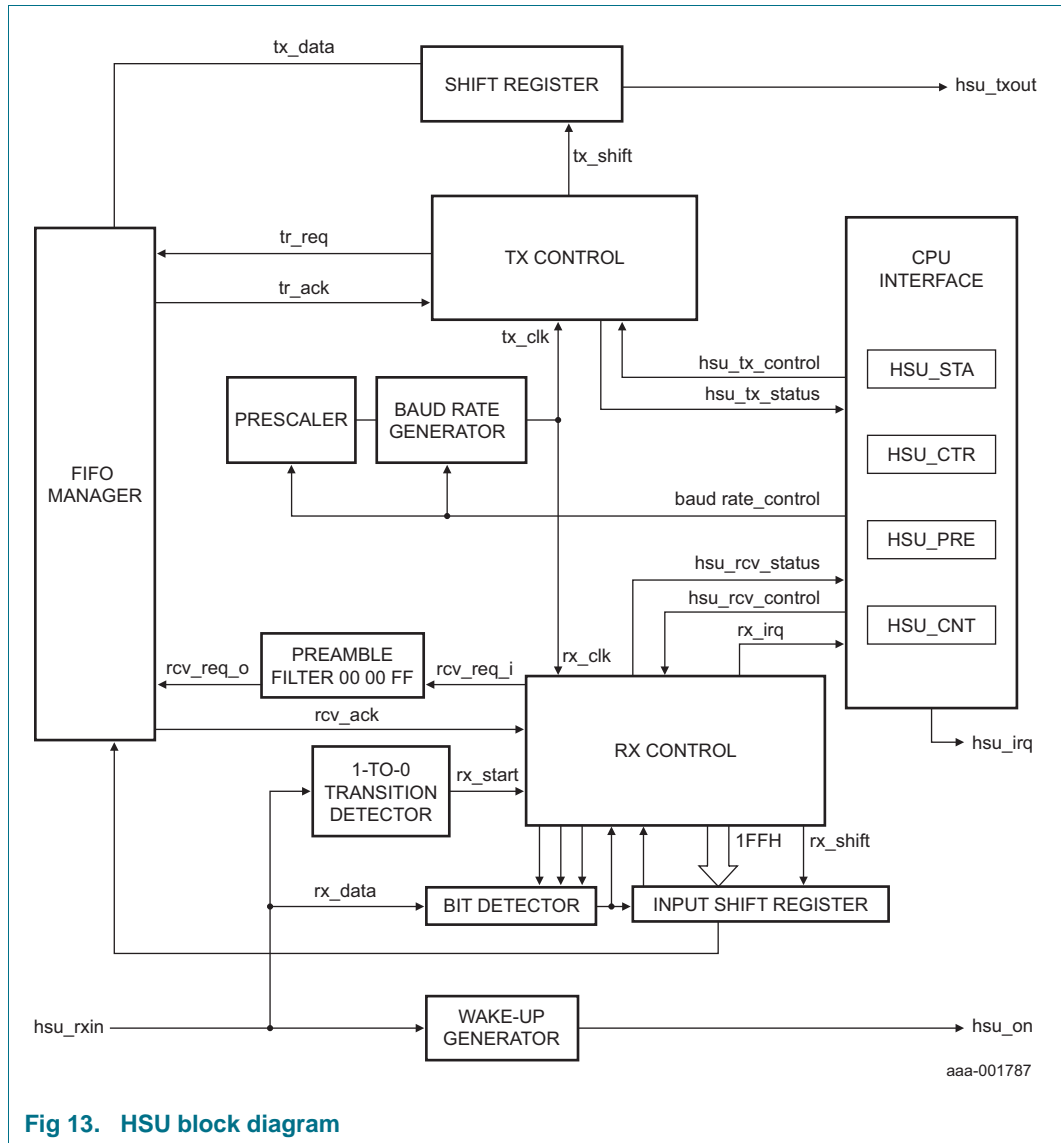 tx_data
SHIFT REGISTER
hsu_txout
tx_shift
tr_req
TX CONTROL
CPU
INTERFACE
tr_ack
tx_clk
hsu_tx_control
HSU_STA
hsu_tx_status
PRESCALER
BAUD RATE
GENERATOR
HSU_CTR
FIFO
MANAGER
baud rate_control
HSU_PRE
hsu_rcv_status
hsu_rcv_control
HSU_CNT
rx_irq
rx_clk
rcv_req_o
PREAMBLE
FILTER 00 00 FF
rcv_req_i
rcv_ack
RX CONTROL
hsu_irq
1-TO-0
TRANSITION
DETECTOR
rx_start
1FFH
rx_shift
rx_data
BIT DETECTOR
INPUT SHIFT REGISTER
hsu_rxin
WAKE-UP
GENERATOR
hsu_on
aaa-001787
Fig 13. HSU block diagram